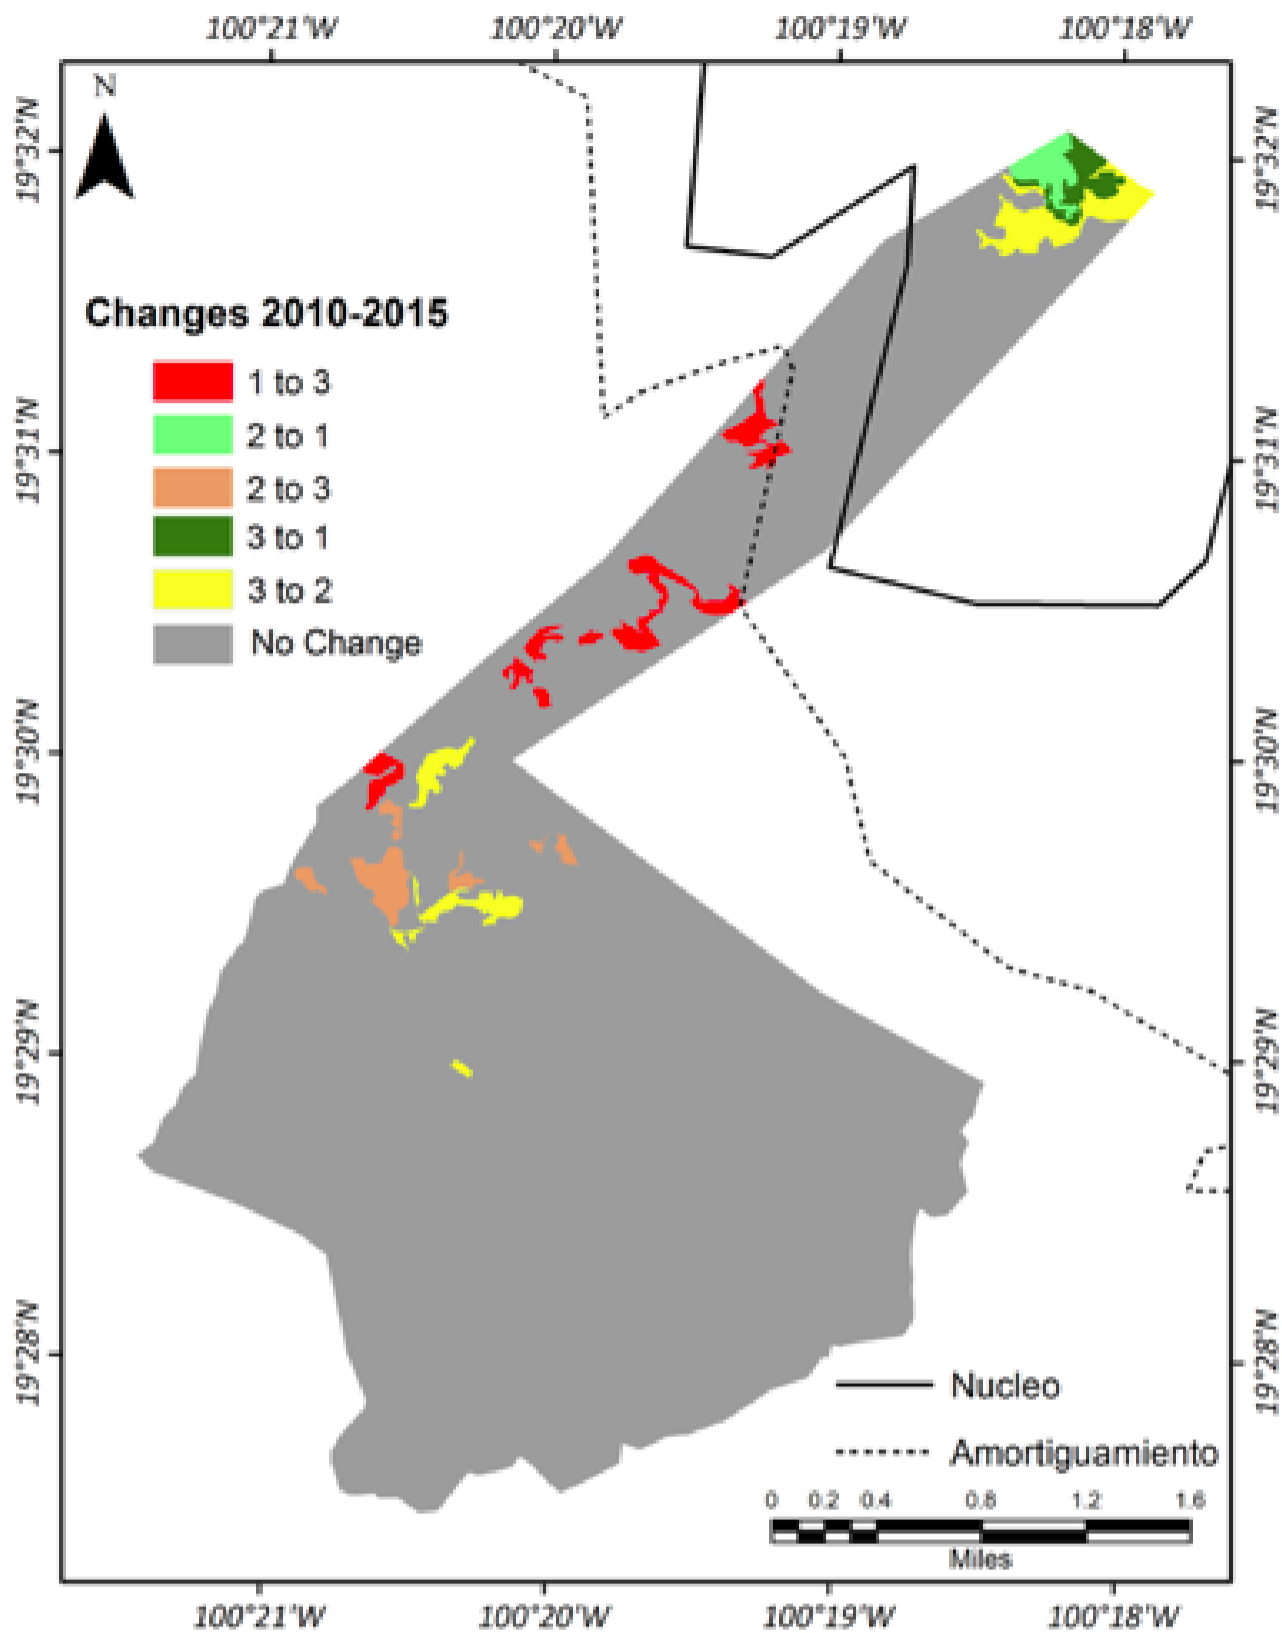 100°21'W 100°20'W 100°19'W 100°18'W
N
19°32'N 19°32'N
Changes 2010-2015
1 to 3
2 to 1
2 to 3
3 to 1
3 to 2
No Change
19°31'N 19°31'N
19°30'N 19°30'N
19°29'N 19°29'N
19°28'N 19°28'N
Nucleo
Amortiguamiento
0 0.2 0.4 0.8 1.2 1.6
Miles
100°21'W 100°20'W 100°19'W 100°18'W